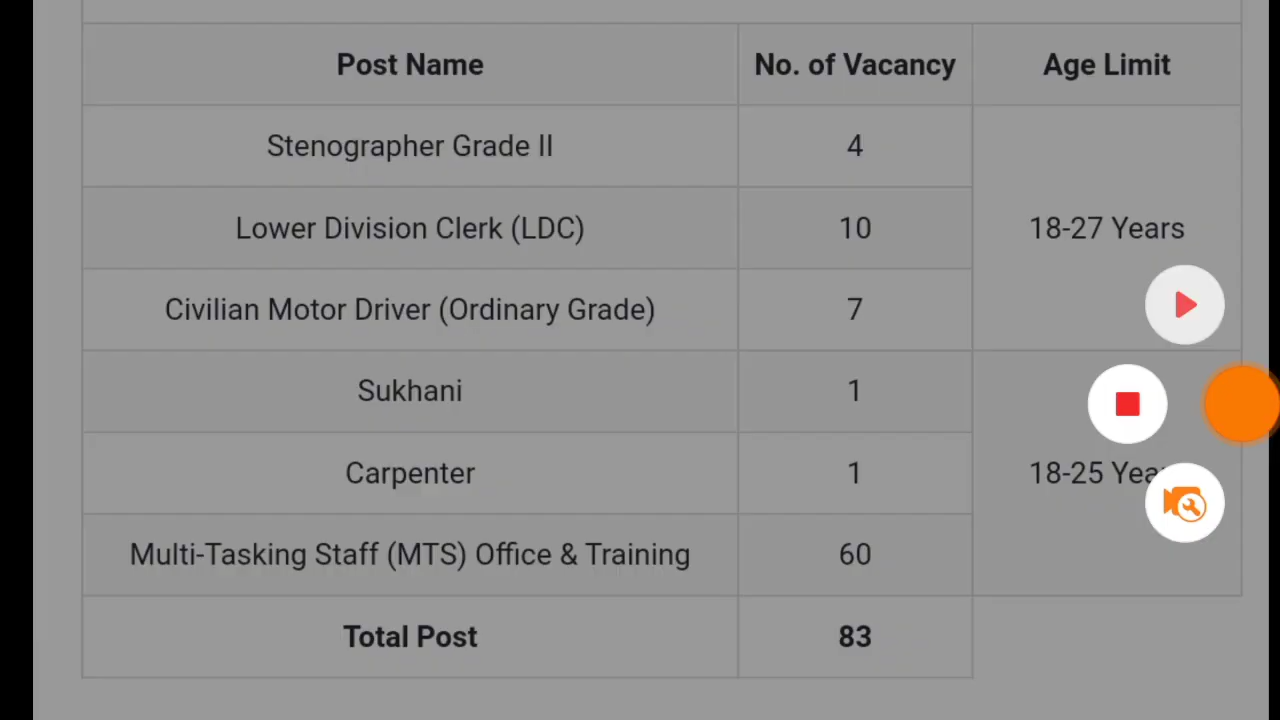 Post Name No. of Vacancy Age Limit
Stenographer Grade II 4
Lower Division Clerk (LDC) 10 18-27 Years
Civilian Motor Driver (Ordinary Grade) 7
Sukhani 1
Carpenter 1 18-25
Multi-Tasking Staff (MTS) Office & Training 60
Total Post 83